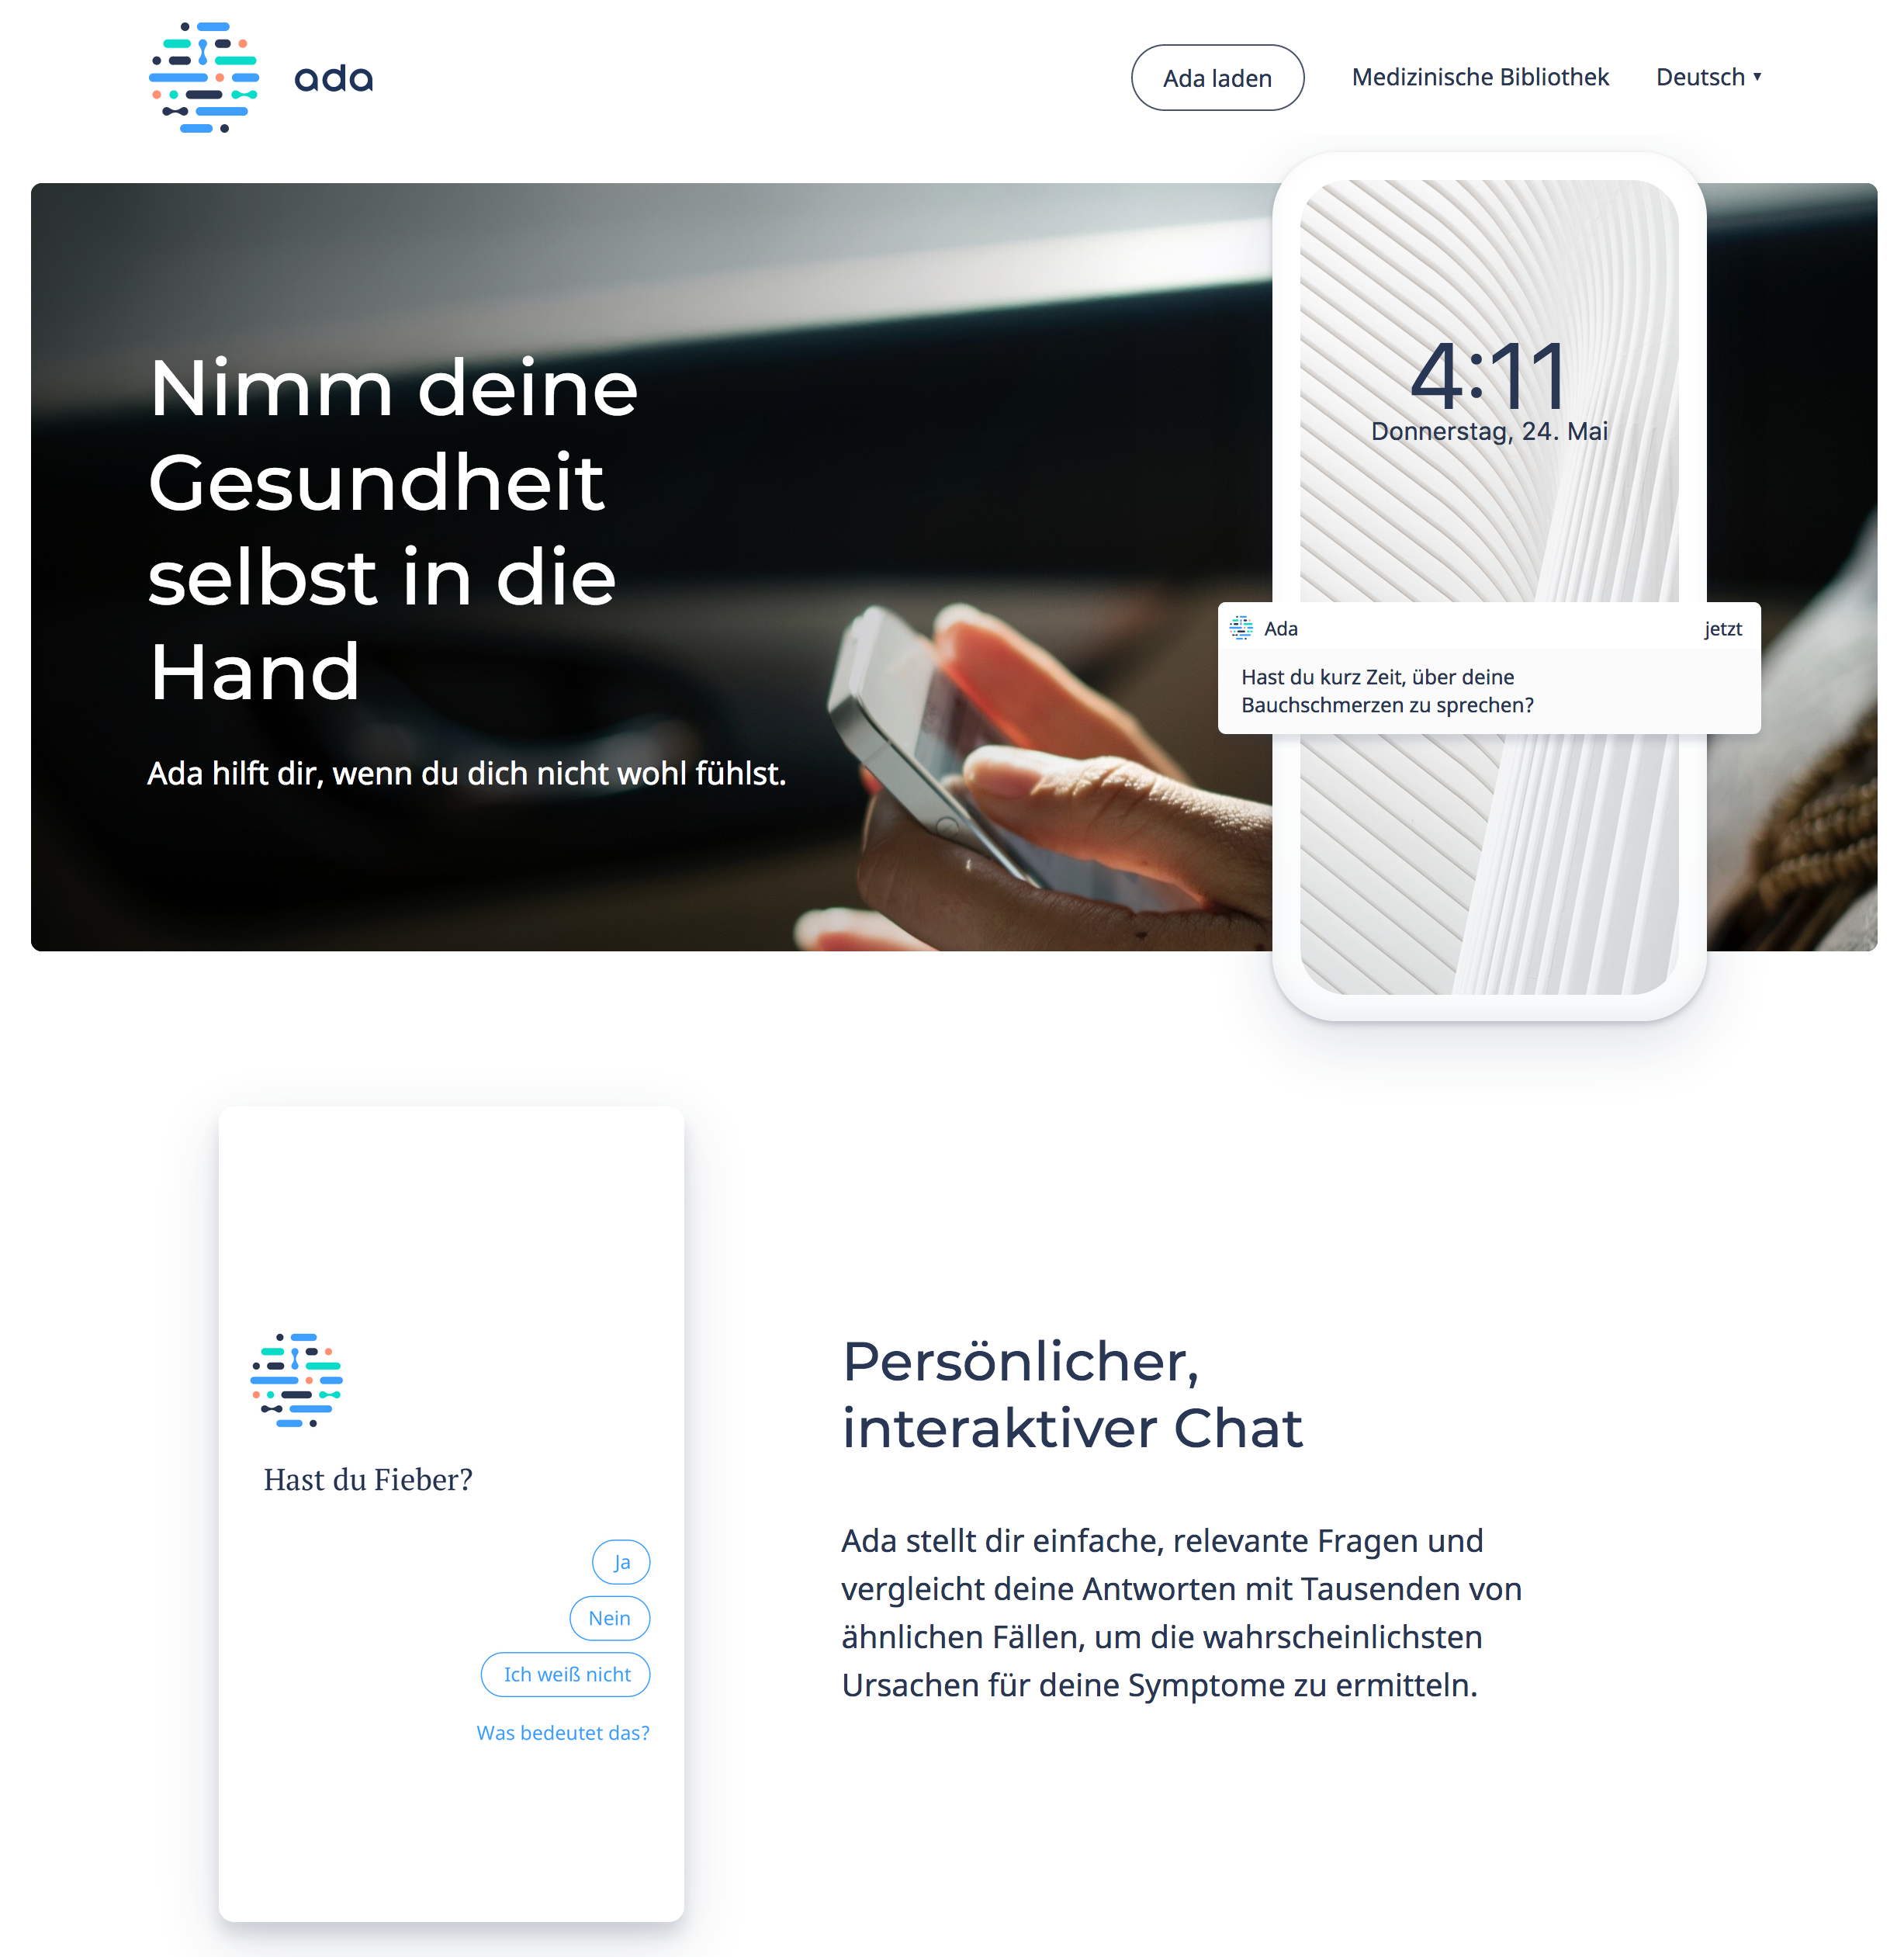 ada
Ada laden
Medizinische Bibliothek
Deutsch ▾
Nimm deine
Gesundheit
selbst in die
Hand
Ada hilft dir, wenn du dich nicht wohl fühlst.
4:11
Donnerstag, 24. Mai
Ada
jetzt
Hast du kurz Zeit, über deine
Bauchschmerzen zu sprechen?
Hast du Fieber?
Ja
Nein
Ich weiß nicht
Was bedeutet das?
Persönlicher,
interaktiver Chat
Ada stellt dir einfache, relevante Fragen und
vergleicht deine Antworten mit Tausenden von
ähnlichen Fällen, um die wahrscheinlichsten
Ursachen für deine Symptome zu ermitteln.